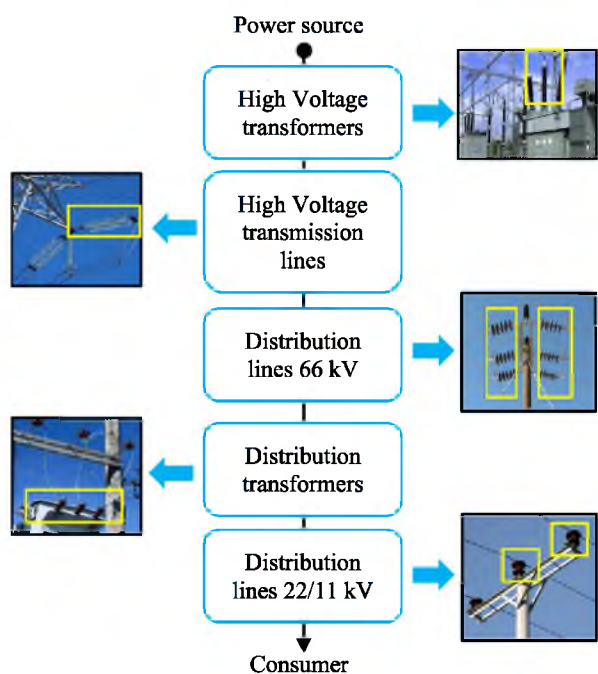 Power source
High Voltage
transformers
High Voltage
transmission
lines
Distribution
lines 66 kV
Distribution
transformers
Distribution
lines 22/11 kV
Consumer